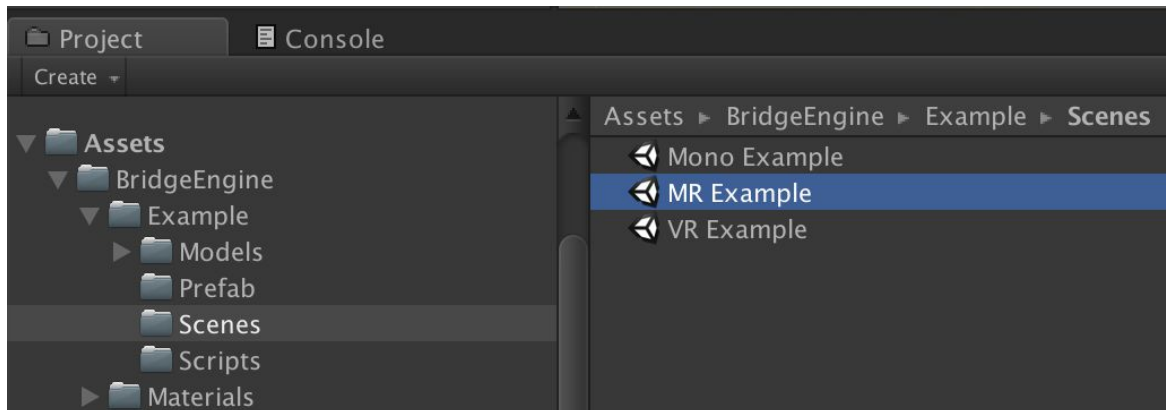 Project
Console
Create
Assets
BridgeEngine
Example
Models
Prefab
Scenes
Scripts
Materials
Assets BridgeEngine Example Scenes
Mono Example
MR Example
VR Example